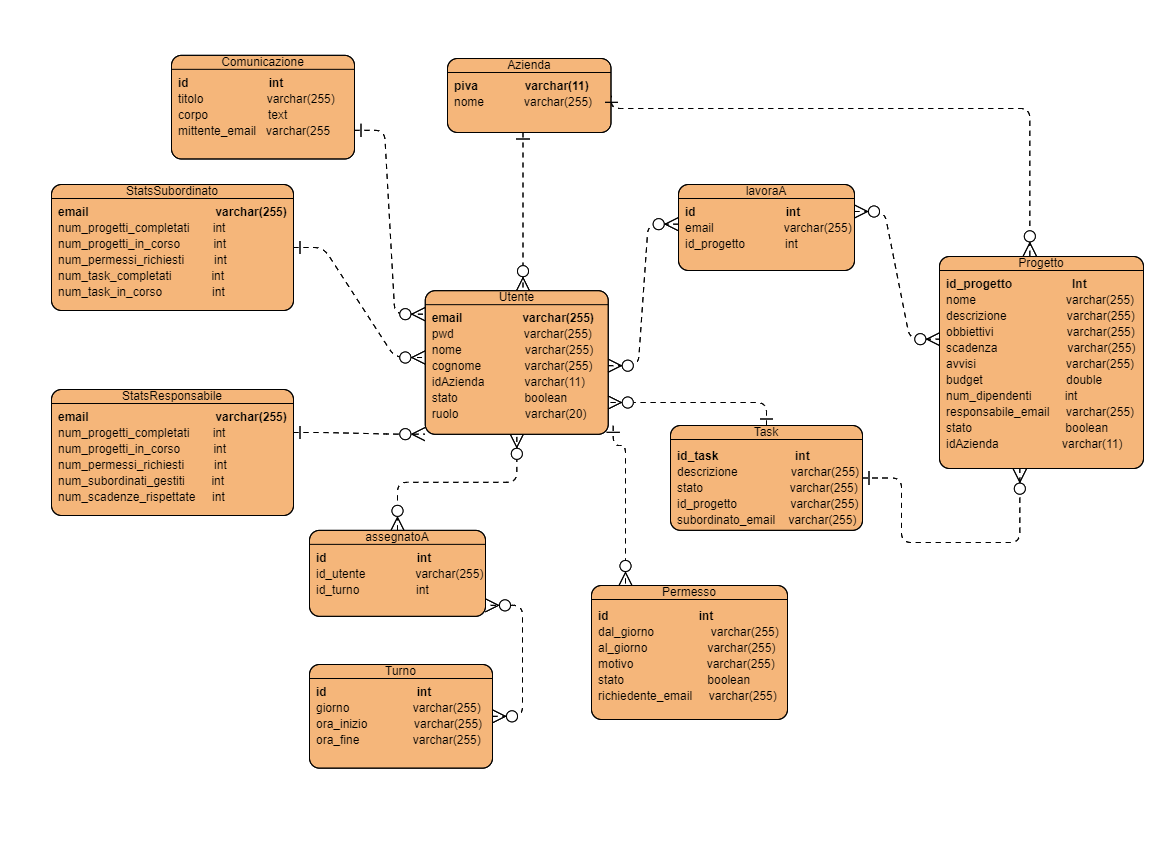 Comunicazione
id int
titolo varchar(255)
corpo text
mittente_email varchar(255
Azienda
piva varchar(11)
nome varchar(255)
StatsSubordinato
email varchar(255)
num_progetti_completati int
num_progetti_in_corso int
num_permessi_richiesti int
num_task_completati int
num_task_in_corso int
lavoraA
id int
email varchar(255)
id_progetto int
Progetto
id_progetto Int
nome varchar(255)
descrizione varchar(255)
obbiettivi varchar(255)
scadenza varchar(255)
avvisi varchar(255)
budget double
num_dipendenti int
responsabile_email varchar(255)
stato boolean
idAzienda varchar(11)
Utente
email varchar(255)
pwd varchar(255)
nome varchar(255)
cognome varchar(255)
idAzienda varchar(11)
stato boolean
ruolo varchar(20)
StatsResponsabile
email varchar(255)
num_progetti_completati int
num_progetti_in_corso int
num_permessi_richiesti int
num_subordinati_gestiti int
num_scadenze_rispettate int
Task
id_task int
descrizione varchar(255)
stato varchar(255)
id_progetto varchar(255)
subordinato_email varchar(255)
assegnatoA
id int
id_utente varchar(255)
id_turno int
Permesso
id int
dal_giorno varchar(255)
al_giorno varchar(255)
motivo varchar(255)
stato boolean
richiedente_email varchar(255)
Turno
id int
giorno varchar(255)
ora_inizio varchar(255)
ora_fine varchar(255)